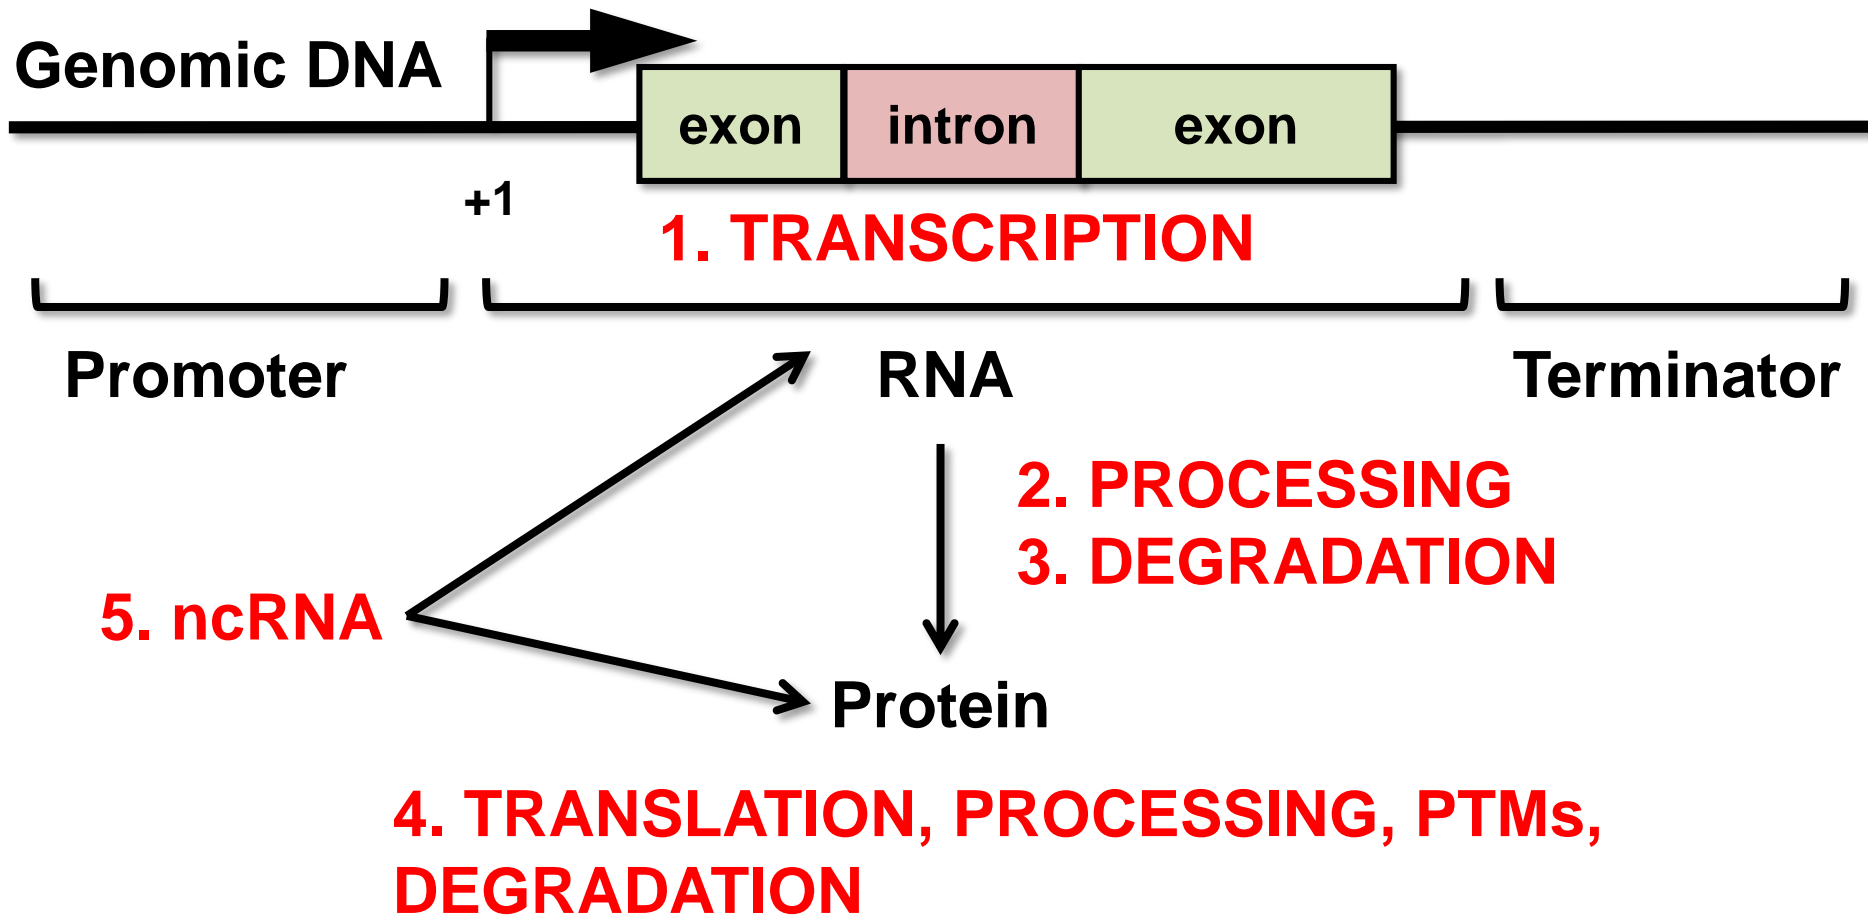 Genomic DNA
exon
intron
exon
+1
1. TRANSCRIPTION
Promoter
RNA
Terminator
2. PROCESSING
3. DEGRADATION
5. ncRNA
Protein
4. TRANSLATION, PROCESSING, PTMs,
DEGRADATION